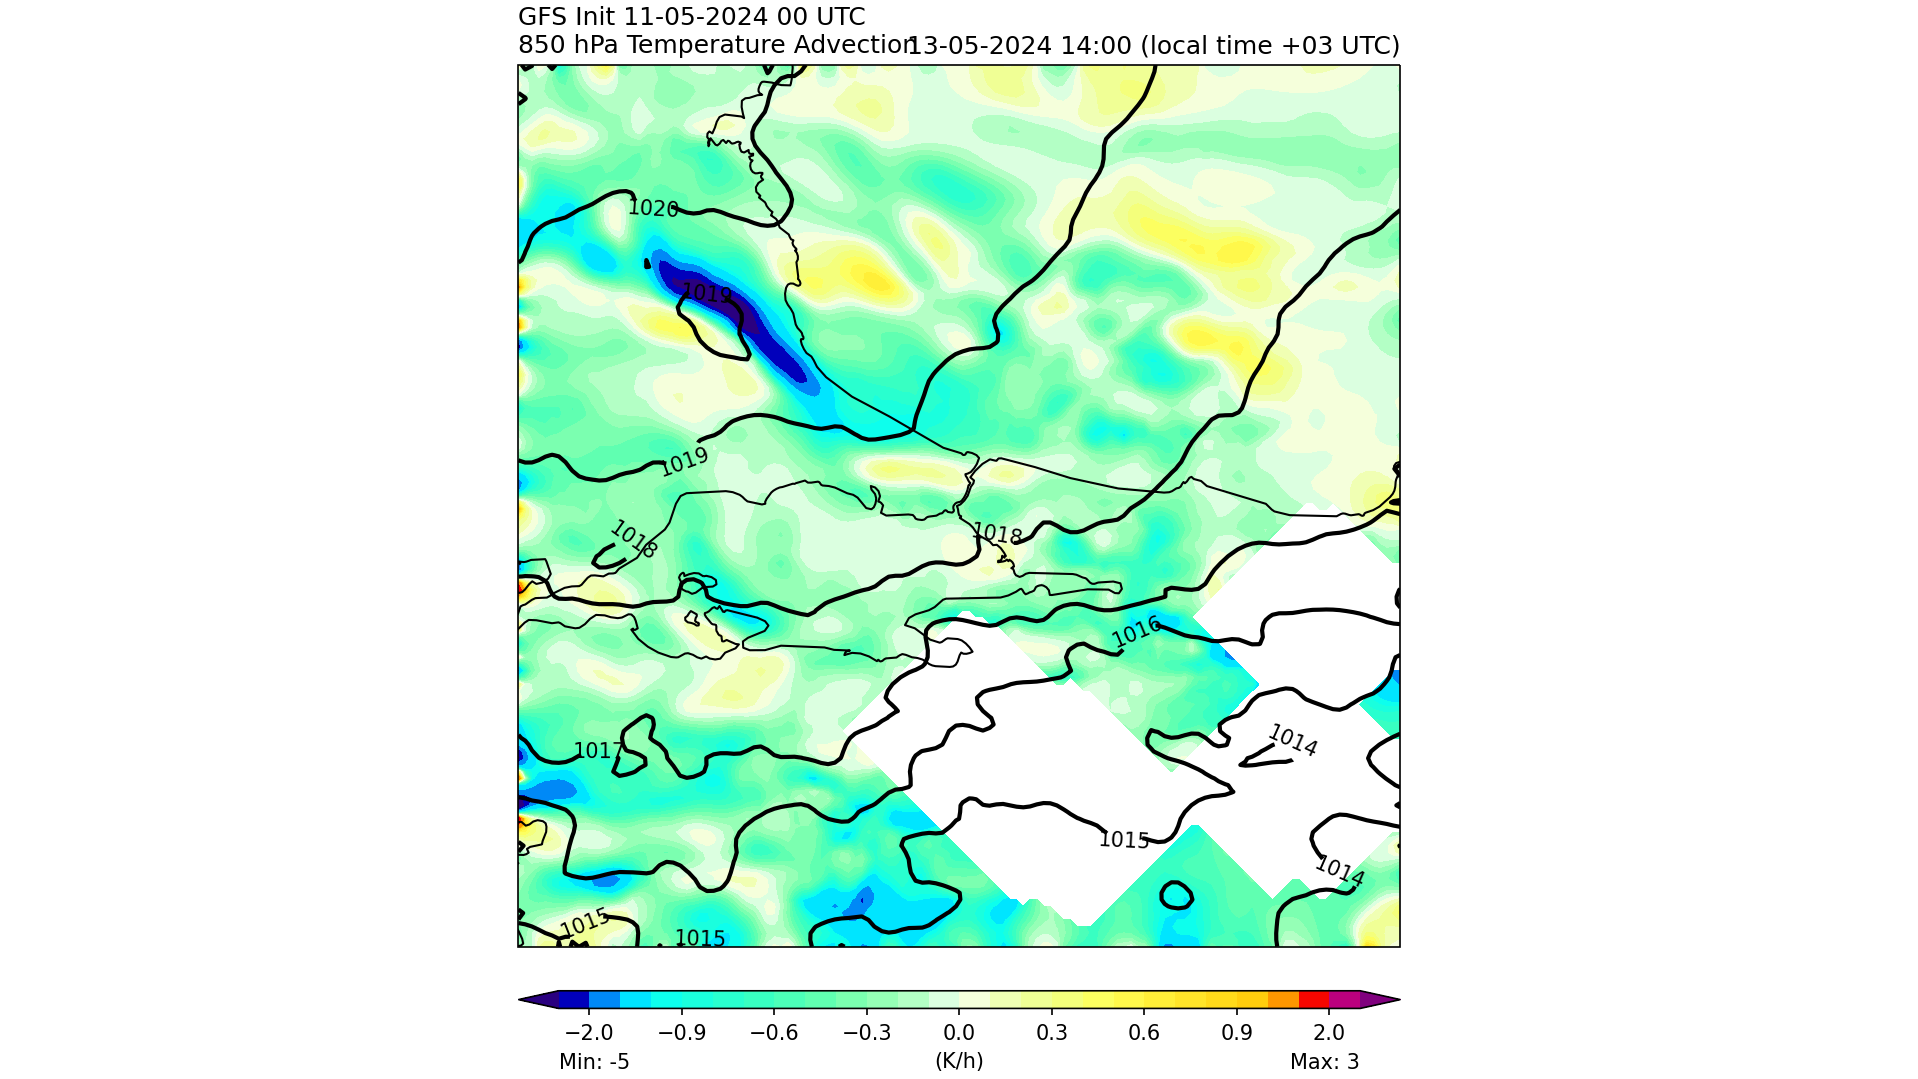 GFS Init 11-05-2024 00 UTC
850 hPa Temperature Advection
13-05-2024 14:00 (local time +03 UTC)
1020
1019
1019
1018
1018
1016
1017
1014
1015
1014
1015
1015
−2.0 −0.9 −0.6 −0.3 0.0 0.3 0.6 0.9 2.0
Min: -5 (K/h) Max: 3